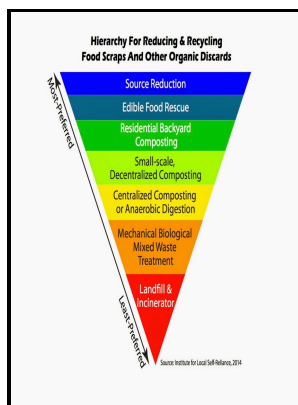 Hierarchy For Reducing & Recycling
Food Scraps And Other Organic Discards
Most-Preferred
Source Reduction
Edible Food Rescue
Residential Backyard
Composting
Small-scale,
Decentralized Composting
Centralized Composting
or Anaerobic Digestion
Mechanical Biological
Mixed Waste
Treatment
Landfill &
Incinerator
Least-Preferred
Source: Institute for Local Self-Reliance, 2014